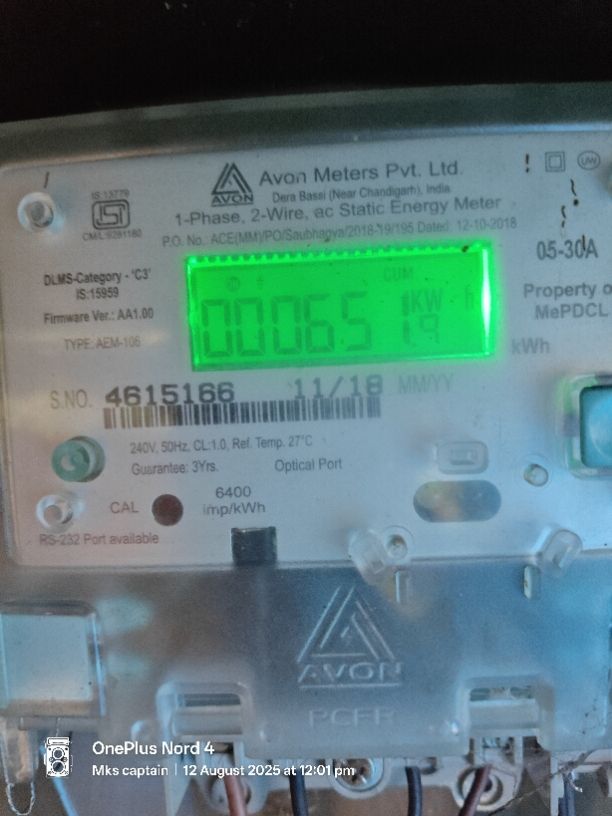 IS:13779
CM/L:9281180
AVON
Avon Meters Pvt. Ltd.
Dera Bassi (Near Chandigarh), India
1-Phase, 2-Wire, ac Static Energy Meter
P.O. No. ACE(MM)/PO/Saubhagya/2018-19/195 Dated: 12-10-2018
UW
05-30A
DLMS-Category - 'C3'
IS:15959
Firmware Ver.: AA1.00
TYPE: AEM-106
CUM
KW h
Property
MePDCL
kWh
S.NO. 4615166 11/18 MM/YY
240V, 50Hz, CL:1.0, Ref. Temp. 27°C
Guarantee: 3Yrs. Optical Port
CAL
6400
imp/kWh
RS-232 Port available
AVON
OnePlus Nord 4
Mks captain | 12 August 2025 at 12:01 pm